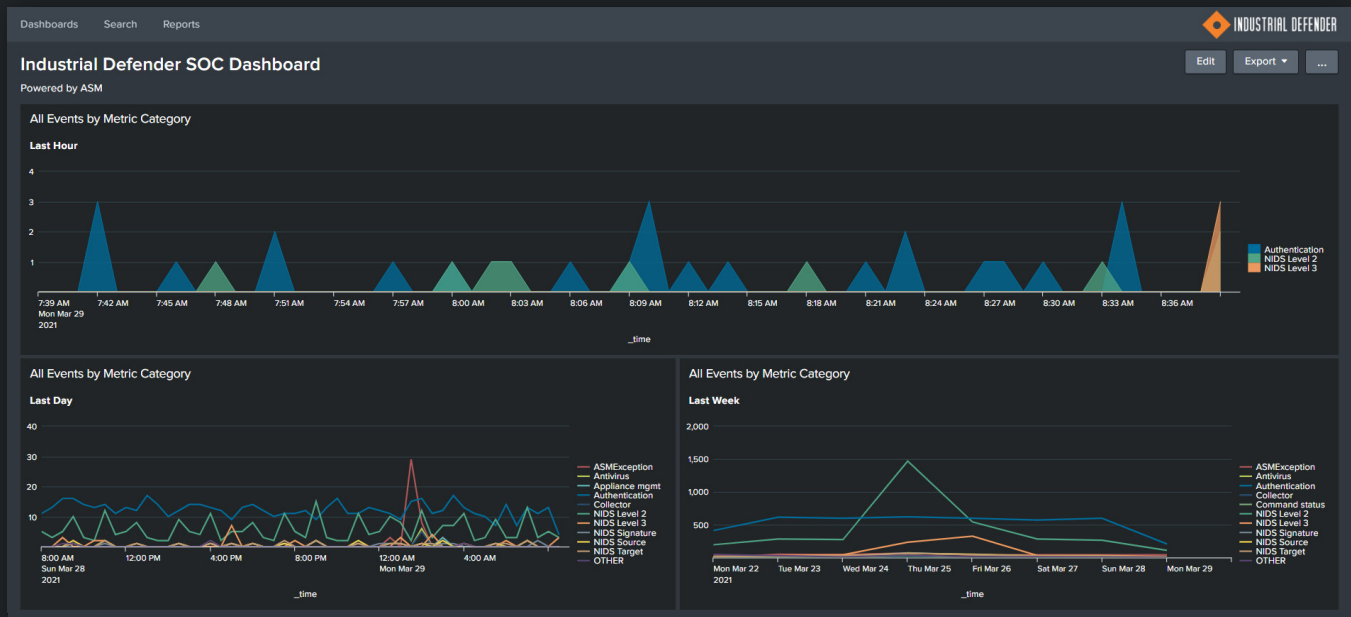 Dashboards Search Reports
INDUSTRIAL DEFENDER
Industrial Defender SOC Dashboard
Edit Export ...
Powered by ASM
All Events by Metric Category
Last Hour
4
3
2
1
Authentication
NIDS Level 2
NIDS Level 3
7:39 AM 7:42 AM 7:45 AM 7:48 AM 7:51 AM 7:54 AM 7:57 AM 8:00 AM 8:03 AM 8:06 AM 8:09 AM 8:12 AM 8:15 AM 8:18 AM 8:21 AM 8:24 AM 8:27 AM 8:30 AM 8:33 AM 8:36 AM
Mon Mar 29
2021
_time
All Events by Metric Category
Last Day
40
30
20
10
ASMException
Antivirus
Appliance mgmt
Authentication
Collector
NIDS Level 2
NIDS Level 3
NIDS Signature
NIDS Source
NIDS Target
OTHER
8:00 AM 12:00 PM 4:00 PM 8:00 PM 12:00 AM 4:00 AM
Sun Mar 28 Mon Mar 29
2021
_time
All Events by Metric Category
Last Week
2,000
1,500
1,000
500
ASMException
Antivirus
Authentication
Collector
Command status
NIDS Level 2
NIDS Level 3
NIDS Signature
NIDS Source
NIDS Target
OTHER
Mon Mar 22 Tue Mar 23 Wed Mar 24 Thu Mar 25 Fri Mar 26 Sat Mar 27 Sun Mar 28 Mon Mar 29
2021
_time